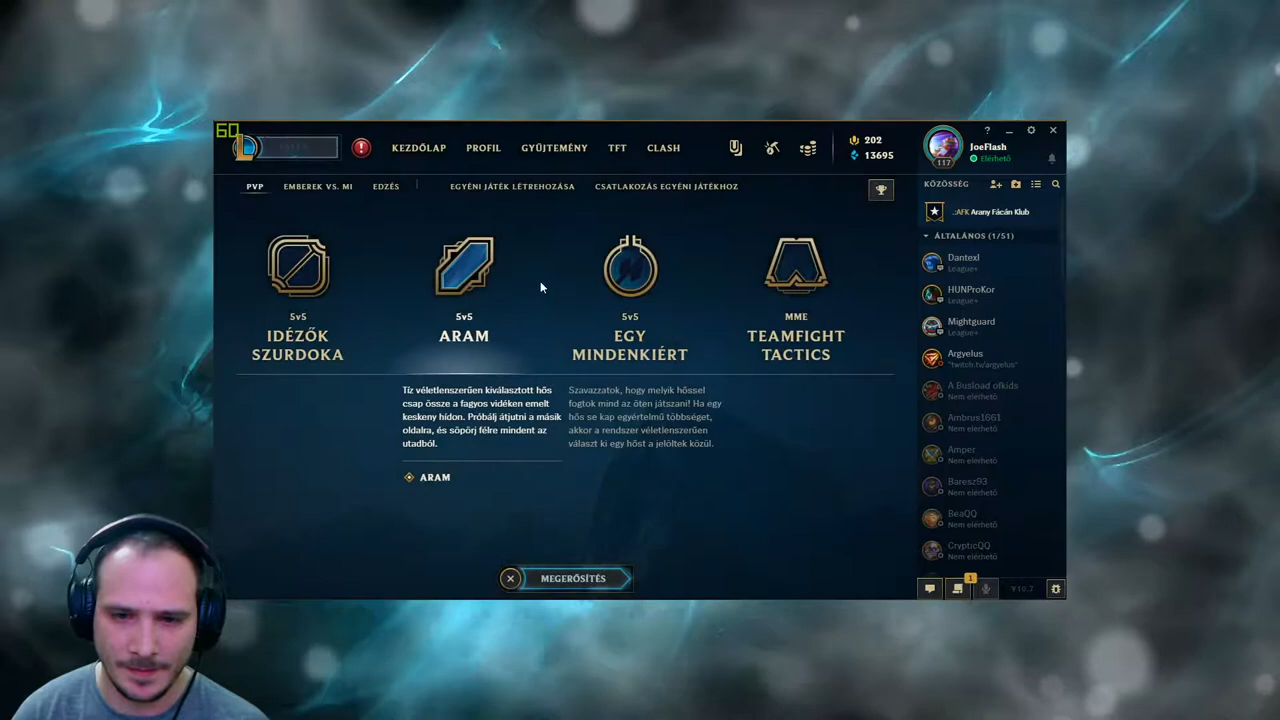 60
KEZDŐLAP PROFIL GYŰJTEMÉNY TFT CLASH
202
13695
JoeFlash
Elérhető
117
PVP EMBEREK VS. MI EDZÉS EGYÉNI JÁTÉK LÉTREHOZÁSA CSATLAKOZÁS EGYÉNI JÁTÉKHOZ
KÖZÖSSÉG
.:AFK Arany Fácán Klub
ÁLTALÁNOS (1/51)
Dantexl
League+
HUNProKor
League+
Mightguard
League+
Argyelus
"twitch.tv/argyelus"
A Busload ofkids
Nem elérhető
Ambrus1661
Nem elérhető
Amper
Nem elérhető
Baresz93
Nem elérhető
BeaQQ
Nem elérhető
CrypticQQ
Nem elérhető
5v5
IDÉZŐK
SZURDOKA
5v5
ARAM
5v5
EGY
MINDENKIÉRT
MME
TEAMFIGHT
TACTICS
Tíz véletlenszerűen kiválasztott hős
csap össze a fagyos vidéken emelt
keskeny hídon. Próbálj átjutni a másik
oldalra, és söpörj félre mindent az
utadból.
Szavazzatok, hogy melyik hőssel
fogtok mind az öten játszani! Ha egy
hős se kap egyértelmű többséget,
akkor a rendszer véletlenszerűen
választ ki egy hőst a jelöltek közül.
ARAM
MEGERŐSÍTÉS
1
V10.7